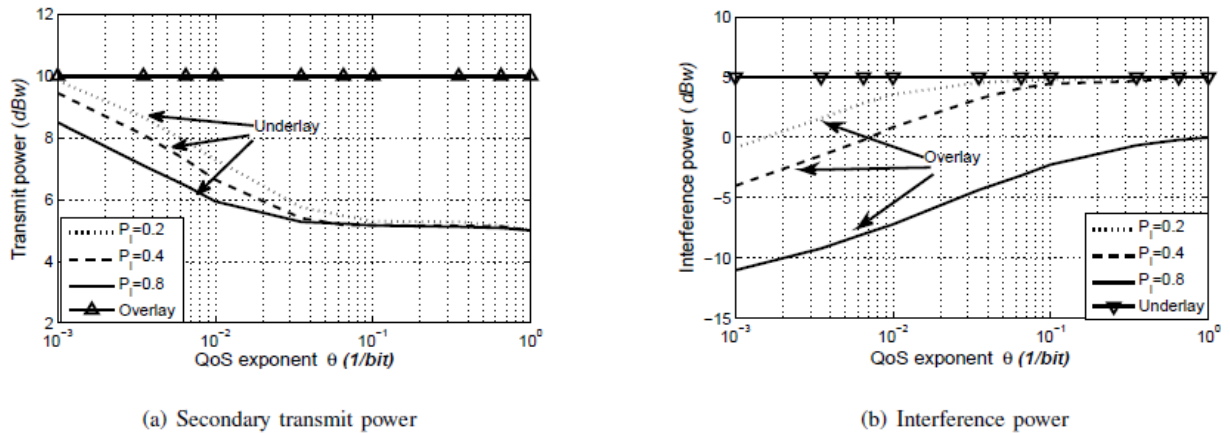 12
10
8
6
4
2
Transmit power (dBw)
Underlay
P_I=0.2
P_I=0.4
P_I=0.8
Overlay
10^-3
10^-2
10^-1
10^0
QoS exponent θ (1/bit)
(a) Secondary transmit power
10
5
0
−5
−10
−15
Interference power ( dBw)
Overlay
P_I=0.2
P_I=0.4
P_I=0.8
Underlay
10^-3
10^-2
10^-1
10^0
QoS exponent θ (1/bit)
(b) Interference power